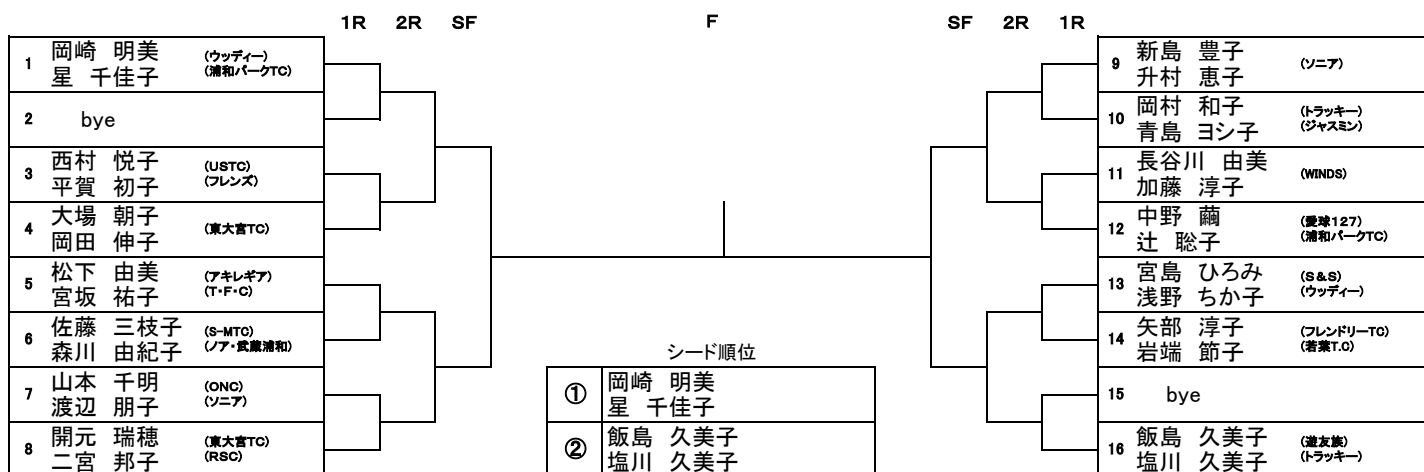 1R 2R SF F SF 2R 1R
1 岡崎 明美 (ウッディー)
星 千佳子 (浦和パークTC)
2 bye
3 西村 悦子 (USTC)
平賀 初子 (フレンズ)
4 大場 朝子 (東大宮TC)
岡田 伸子
5 松下 由美 (アキレギア)
宮坂 祐子 (T・F・C)
6 佐藤 三枝子 (S-MTC)
森川 由紀子 (ノア・武蔵浦和)
7 山本 千明 (ONC)
渡辺 朋子 (ソニア)
8 開元 瑞穂 (東大宮TC)
二宮 邦子 (RSC)
シード順位
① 岡崎 明美
星 千佳子
② 飯島 久美子
塩川 久美子
9 新島 豊子 (ソニア)
升村 恵子
10 岡村 和子 (トラッキー)
青島 ヨシ子 (ジャスミン)
11 長谷川 由美 (WINDS)
加藤 淳子
12 中野 繭 (愛球127)
辻 聡子 (浦和パークTC)
13 宮島 ひろみ (S&S)
浅野 ちか子 (ウッディー)
14 矢部 淳子 (フレンドリーTC)
岩端 節子 (若葉T.C)
15 bye
16 飯島 久美子 (遊友族)
塩川 久美子 (トラッキー)